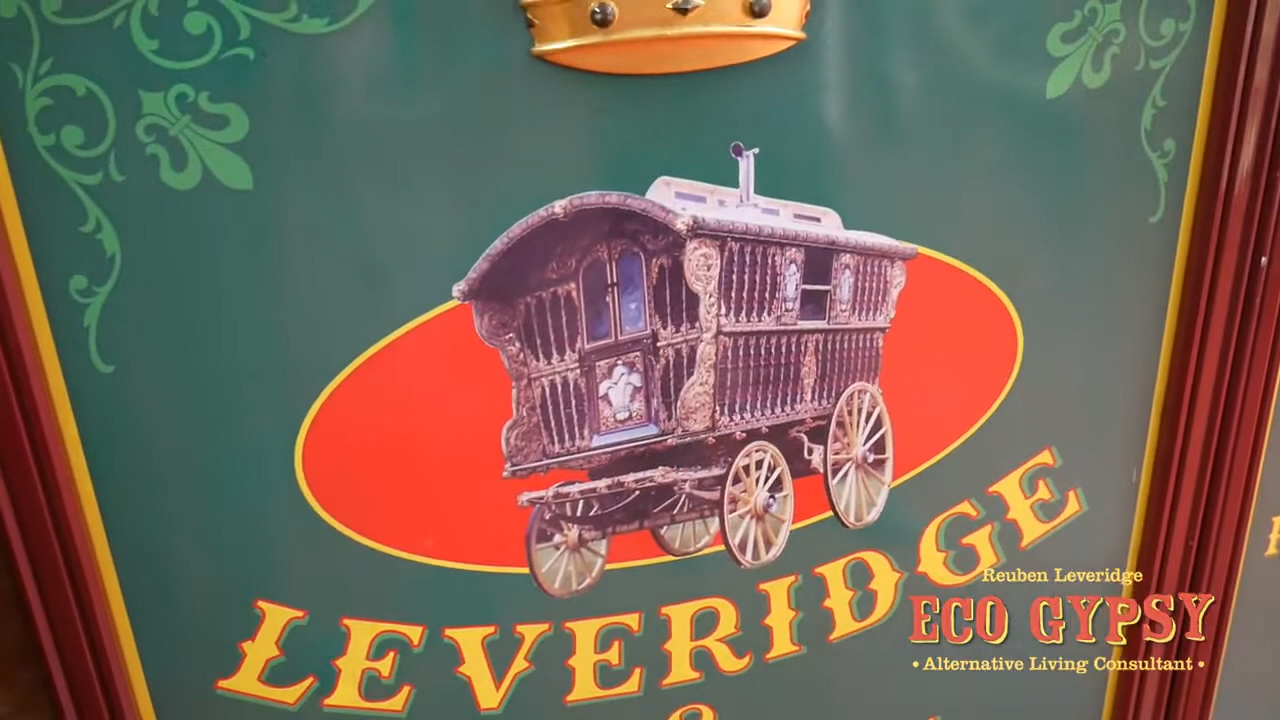 LEVERIDGE
Reuben Leveridge
ECO GYPSY
• Alternative Living Consultant •